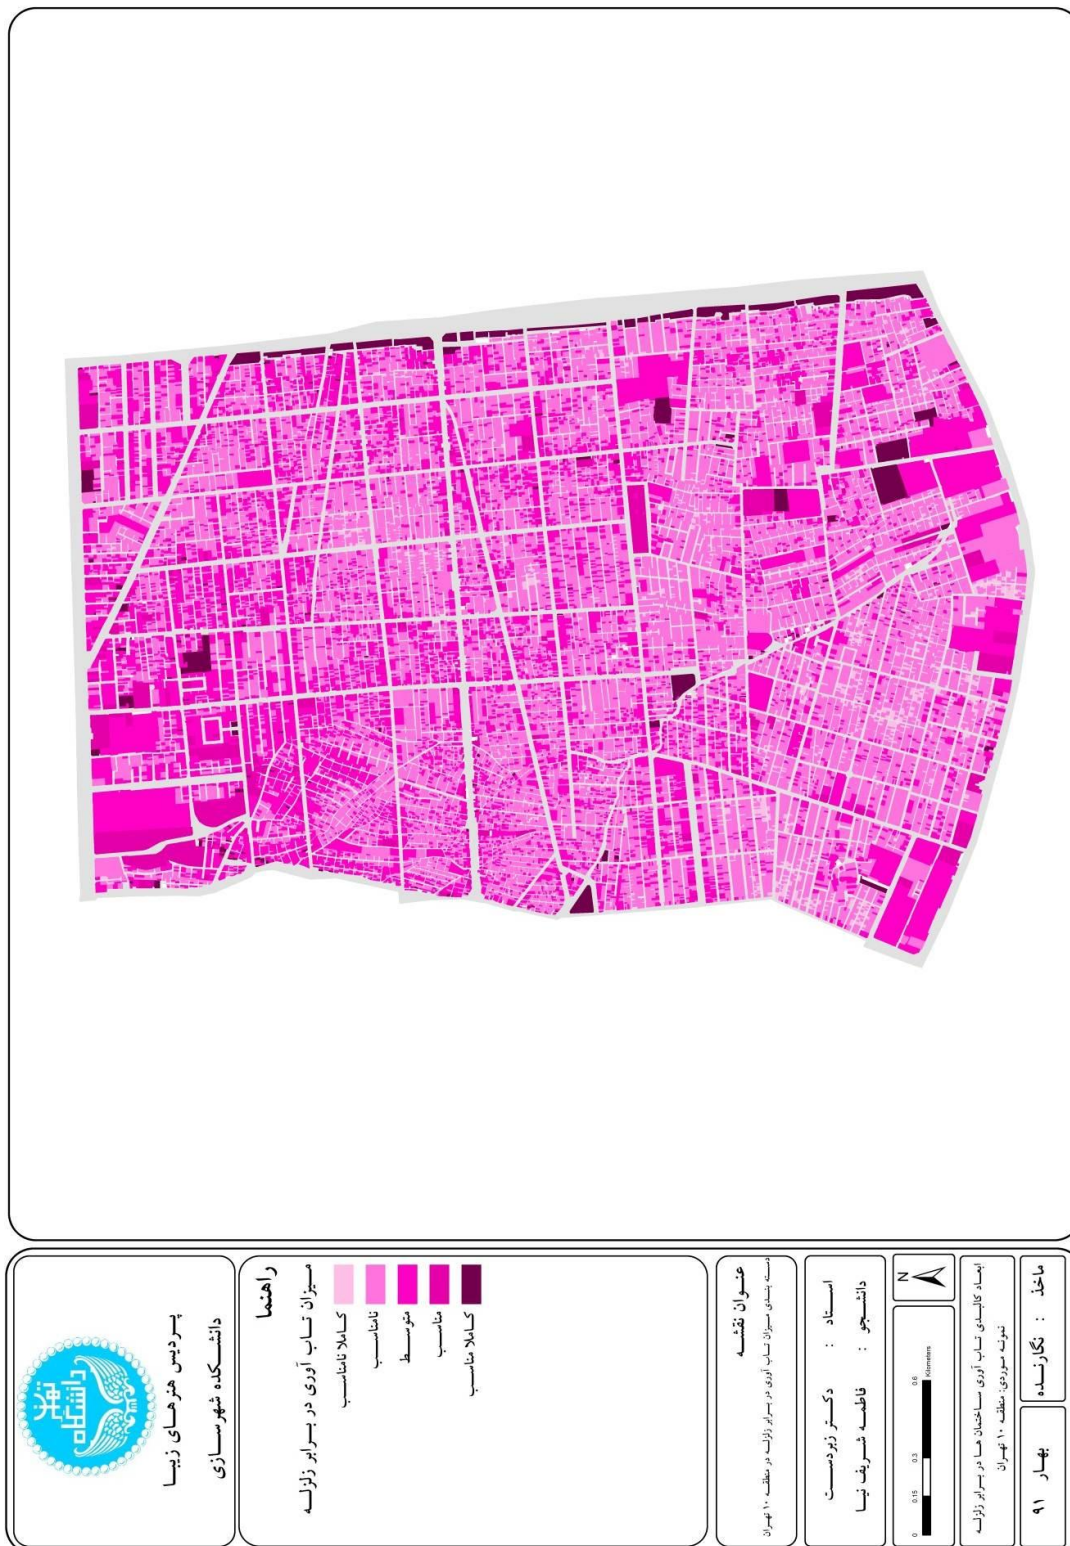 دانشگاه تهران
پردیس هنرهای زیبا
دانشکده شهرسازی
راهنما
میزان تاب آوری در برابر زلزله
کاملا نامناسب
نامناسب
متوسط
مناسب
کاملا مناسب
عنوان نقشه
دسته بندی میزان تاب آوری در برابر زلزله در منطقه ۱۰ تهران
استاد : دکتر زبردست
دانشجو : فاطمه شریف نیا
N
0 0.15 0.3 0.6
Kilometers
ابعاد کالبدی تاب آوری ساختمان ها در برابر زلزله
نمونه موردی: منطقه ۱۰ تهران
ماخذ : نگارنده
بهار ۹۱